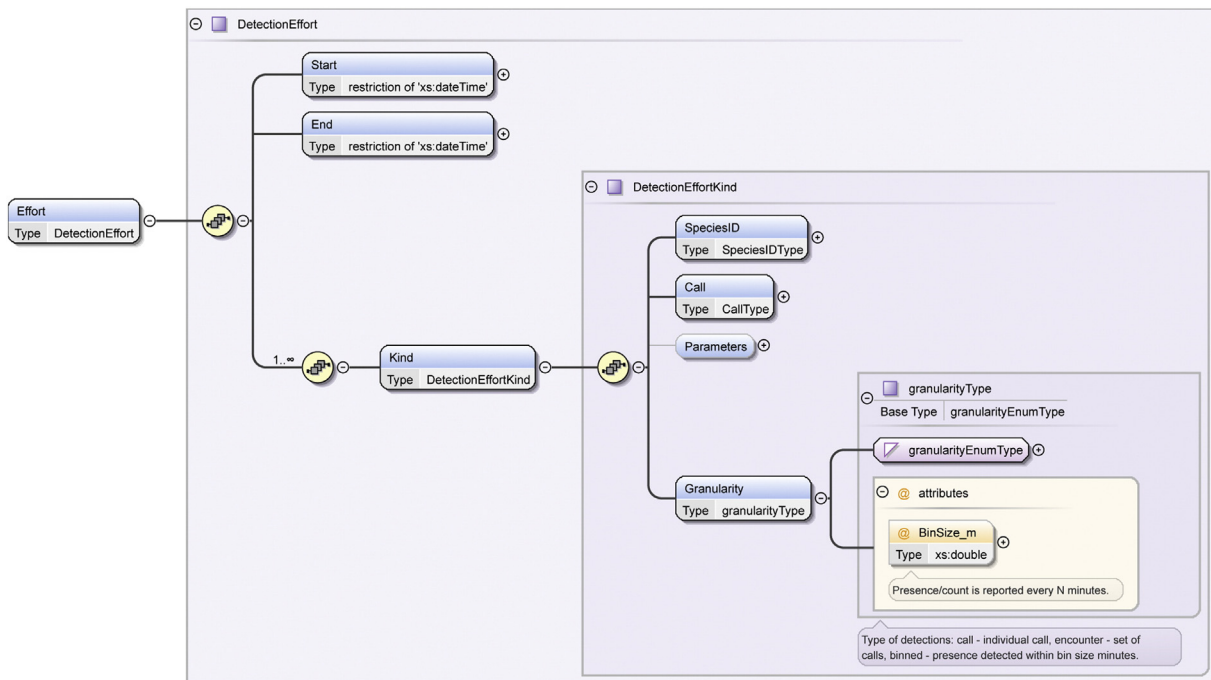 DetectionEffort
Start
Type restriction of 'xs:dateTime'
End
Type restriction of 'xs:dateTime'
Effort
Type DetectionEffort
1..∞
Kind
Type DetectionEffortKind
DetectionEffortKind
SpeciesID
Type SpeciesIDType
Call
Type CallType
Parameters
Granularity
Type granularityType
granularityType
Base Type granularityEnumType
granularityEnumType
@ attributes
@ BinSize_m
Type xs:double
Presence/count is reported every N minutes.
Type of detections: call - individual call, encounter - set of
calls, binned - presence detected within bin size minutes.